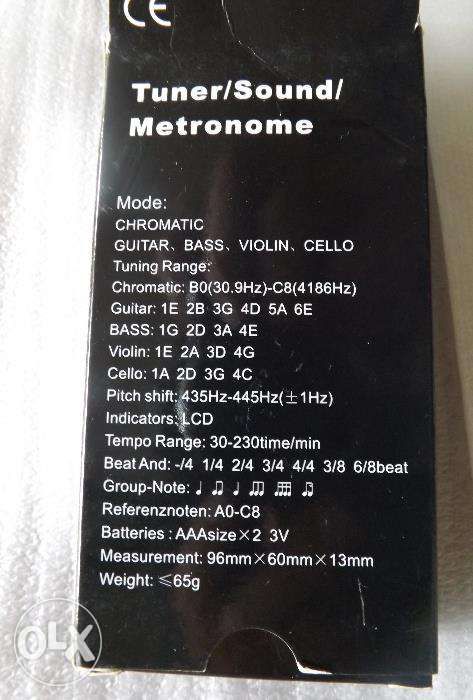 CE
Tuner/Sound/
Metronome
Mode:
CHROMATIC
GUITAR、BASS、VIOLIN、CELLO
Tuning Range:
Chromatic: B0(30.9Hz)-C8(4186Hz)
Guitar: 1E 2B 3G 4D 5A 6E
BASS: 1G 2D 3A 4E
Violin: 1E 2A 3D 4G
Cello: 1A 2D 3G 4C
Pitch shift: 435Hz-445Hz(±1Hz)
Indicators: LCD
Tempo Range: 30-230time/min
Beat And: -/4 1/4 2/4 3/4 4/4 3/8 6/8beat
Group-Note:
Referenznoten: A0-C8
Batteries : AAAsize×2 3V
Measurement: 96mm×60mm×13mm
Weight: ≤65g
OLX